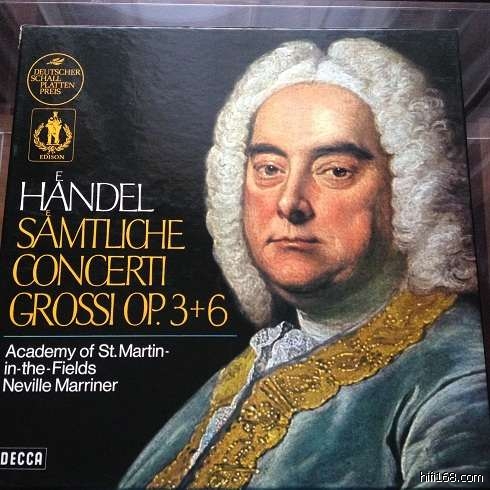 DEUTSCHER
SCHALL
PLATTEN
PREIS
EDISON
HÄNDEL
SÄMTLICHE
CONCERTI
GROSSI OP. 3+6
Academy of St. Martin-
in-the-Fields
Neville Marriner
DECCA
hifi168.com